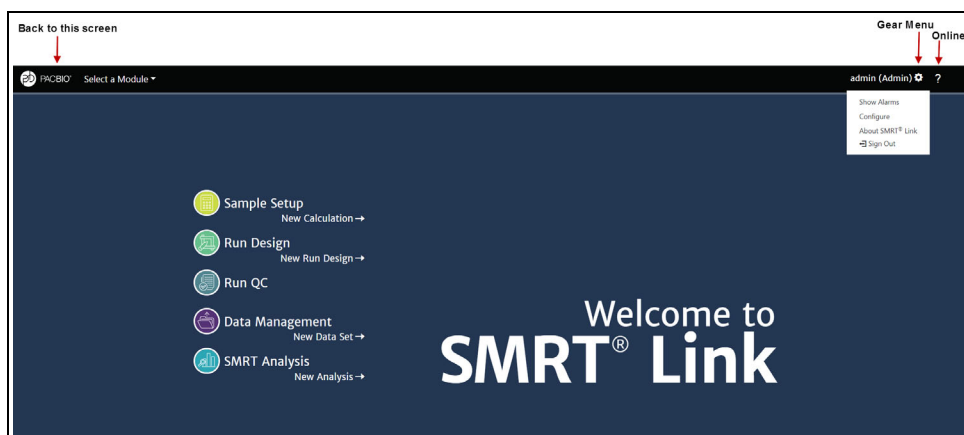 Back to this screen
Gear Menu
Online
PACBIO®
Select a Module
admin (Admin)
?
Show Alarms
Configure
About SMRT® Link
Sign Out
Sample Setup
New Calculation →
Run Design
New Run Design →
Run QC
Data Management
New Data Set →
SMRT Analysis
New Analysis →
Welcome to
SMRT® Link